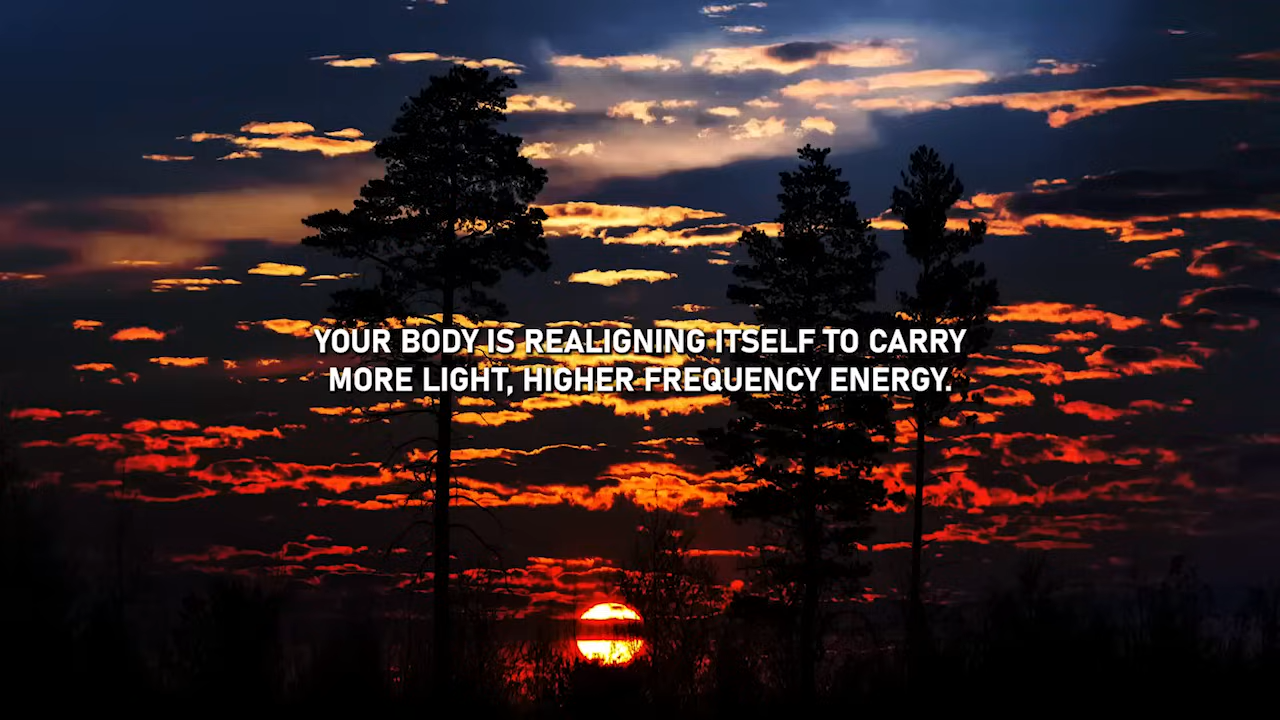 YOUR BODY IS REALIGNING ITSELF TO CARRY
MORE LIGHT, HIGHER FREQUENCY ENERGY.